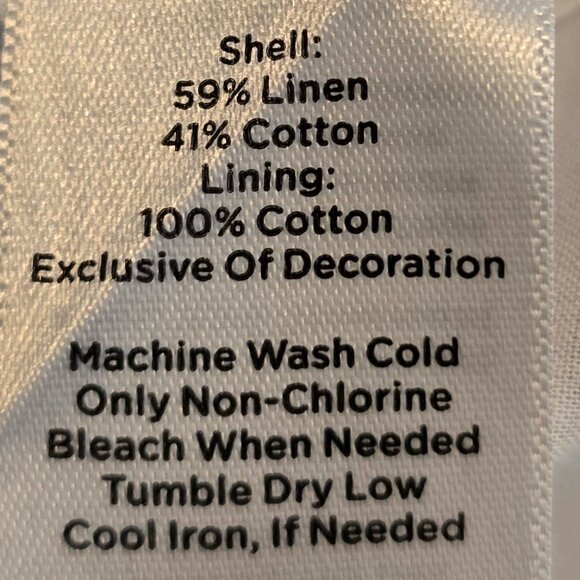 Shell:
59% Linen
41% Cotton
Lining:
100% Cotton
Exclusive Of Decoration
Machine Wash Cold
Only Non-Chlorine
Bleach When Needed
Tumble Dry Low
Cool Iron, If Needed